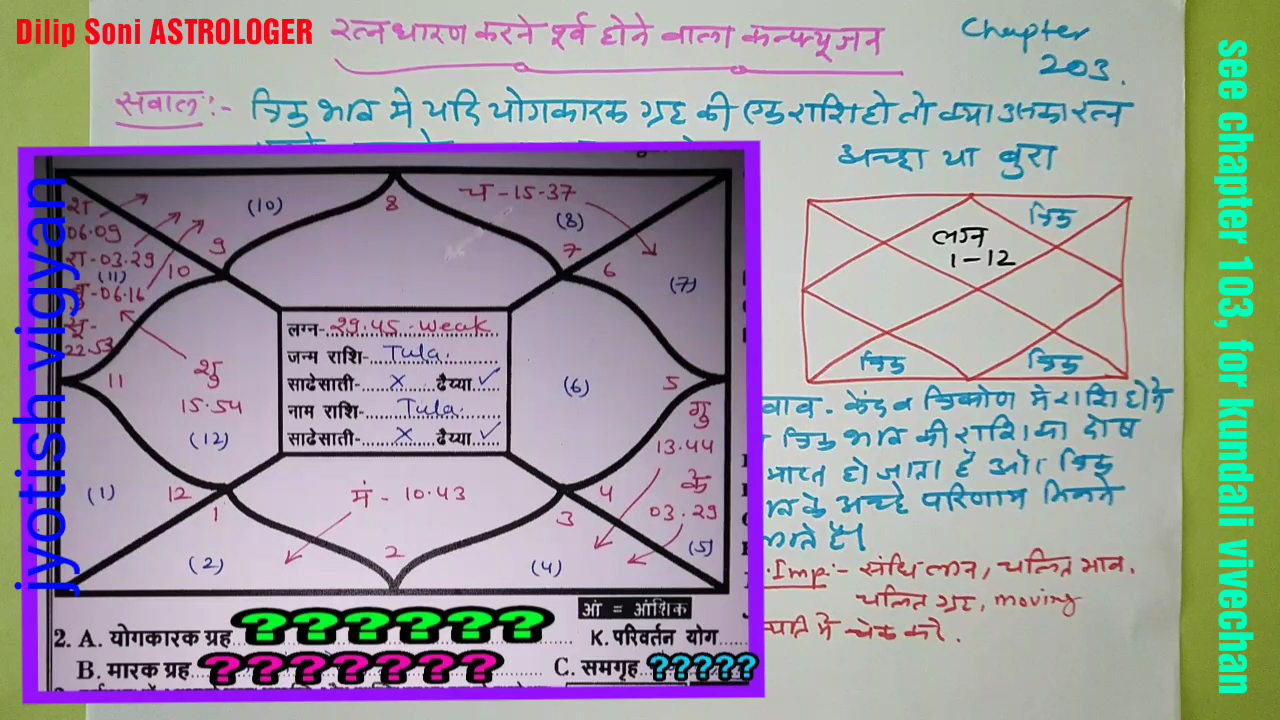 Dilip Soni ASTROLOGER
रत्न धारण करने पूर्व होने वाला कन्फ्यूजन
Chapter
203.
सवाल:- त्रिक भाव मे यदि योगकारक ग्रह की एक राशि हो तो क्या उसका रत्न
अच्छा या बुरा
त्रिक
लग्न
1-12
त्रिक
त्रिक
केंद्र व त्रिकोण मे राशि होने
त्रिक भाव की राशि का दोष
हो जाता है और त्रिक
के अच्छे परिणाम मिलने
Imp:- संधि लग्न, चलित भाव.
चलित ग्रह, moving
मे चेक करे.
see chapter 103, for kundali vivechan
jyotish vigyan
06.09
रा-03.29
(11)
बु-06.16
सू-
22.53
(10)
9
10
8
च-15-37
(8)
7
6
(7)
11
शु
15.54
(12)
लग्न-29.45-Weak
जन्म राशि-Tula.
साढेसाती-x ढैय्या-✓
नाम राशि-Tula.
साढेसाती-x ढैय्या-✓
(6)
5
गु
13.44
के
03.29
(5)
(1)
12
1
(2)
मं-10.43
2
4
3
(4)
आं = आंशिक
2. A. योगकारक ग्रह ??????? K. परिवर्तन योग
B. मारक ग्रह ??????? C. समगृह ?????